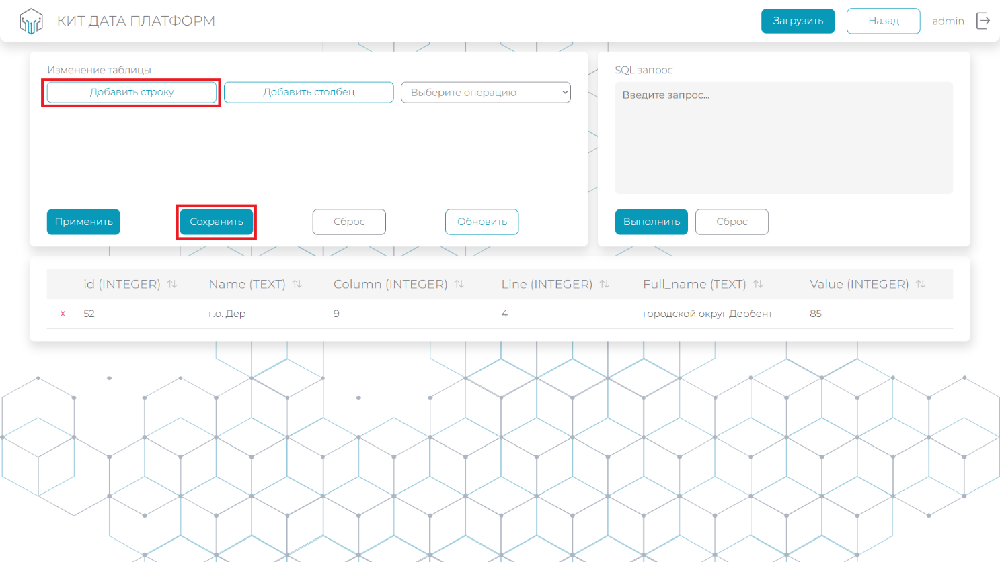 КИТ ДАТА ПЛАТФОРМ
Загрузить
Назад
admin
Изменение таблицы
Добавить строку
Добавить столбец
Выберите операцию
Применить
Сохранить
Сброс
Обновить
SQL запрос
Введите запрос...
Выполнить
Сброс
id (INTEGER) Name (TEXT) Column (INTEGER) Line (INTEGER) Full_name (TEXT) Value (INTEGER)
x 52 г.о. Дер 9 4 городской округ Дербент 85